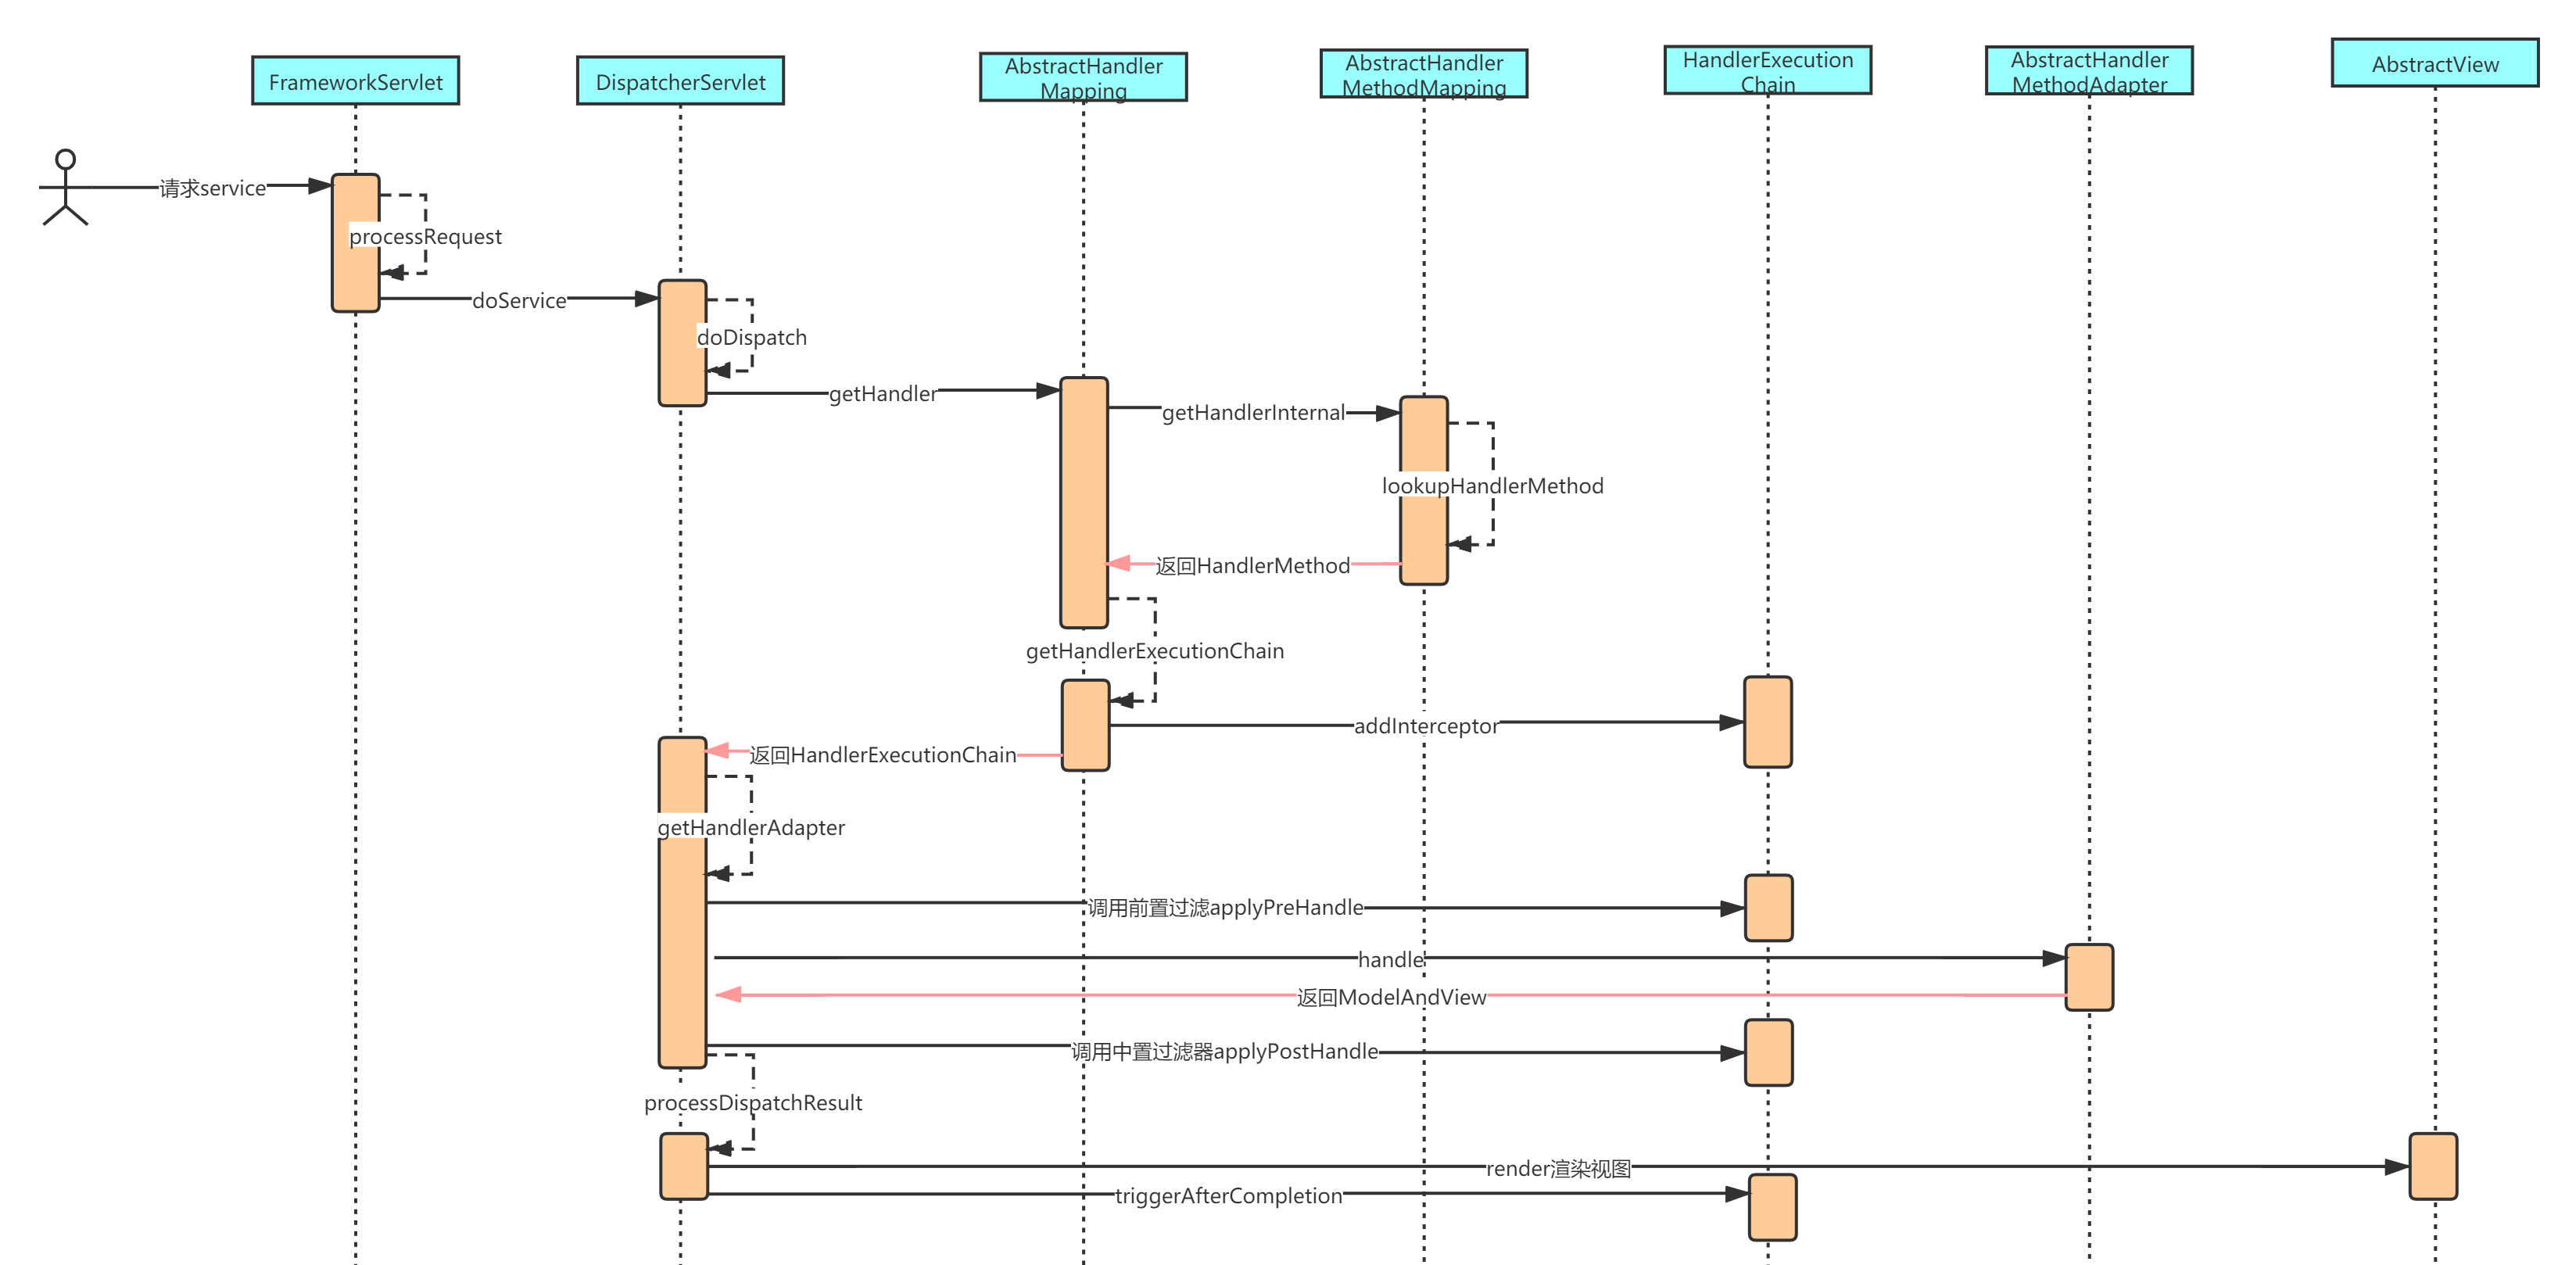 FrameworkServlet
DispatcherServlet
AbstractHandler
Mapping
AbstractHandler
MethodMapping
HandlerExecution
Chain
AbstractHandler
MethodAdapter
AbstractView
请求service
processRequest
doService
doDispatch
getHandler
getHandlerInternal
lookupHandlerMethod
返回HandlerMethod
getHandlerExecutionChain
addInterceptor
返回HandlerExecutionChain
getHandlerAdapter
调用前置过滤applyPreHandle
handle
返回ModelAndView
调用中置过滤器applyPostHandle
processDispatchResult
render渲染视图
triggerAfterCompletion